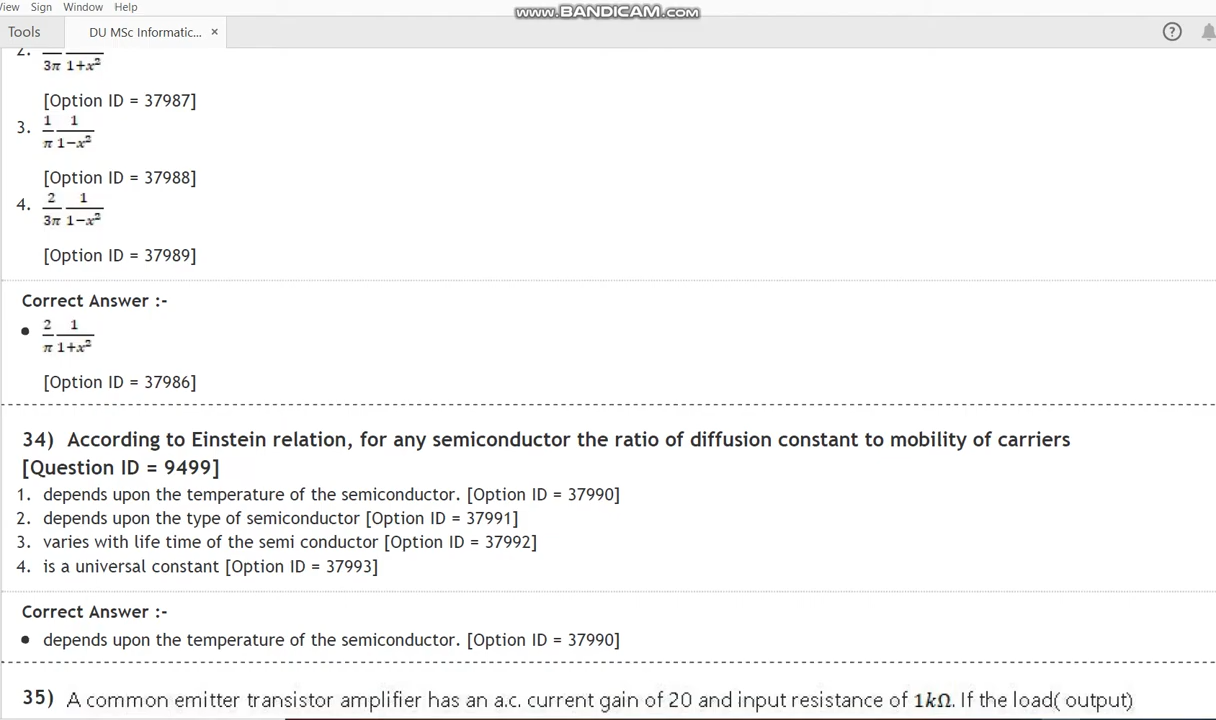 View Sign Window Help
www.BANDICAM.com
Tools DU MSc Informatic... ×
2. 3π 1+x²
[Option ID = 37987]
3. 1/π 1/1−x²
[Option ID = 37988]
4. 2/3π 1/1−x²
[Option ID = 37989]
Correct Answer :-
• 2/π 1/1+x²
[Option ID = 37986]
34) According to Einstein relation, for any semiconductor the ratio of diffusion constant to mobility of carriers
[Question ID = 9499]
1. depends upon the temperature of the semiconductor. [Option ID = 37990]
2. depends upon the type of semiconductor [Option ID = 37991]
3. varies with life time of the semi conductor [Option ID = 37992]
4. is a universal constant [Option ID = 37993]
Correct Answer :-
• depends upon the temperature of the semiconductor. [Option ID = 37990]
35) A common emitter transistor amplifier has an a.c. current gain of 20 and input resistance of 1kΩ. If the load( output)